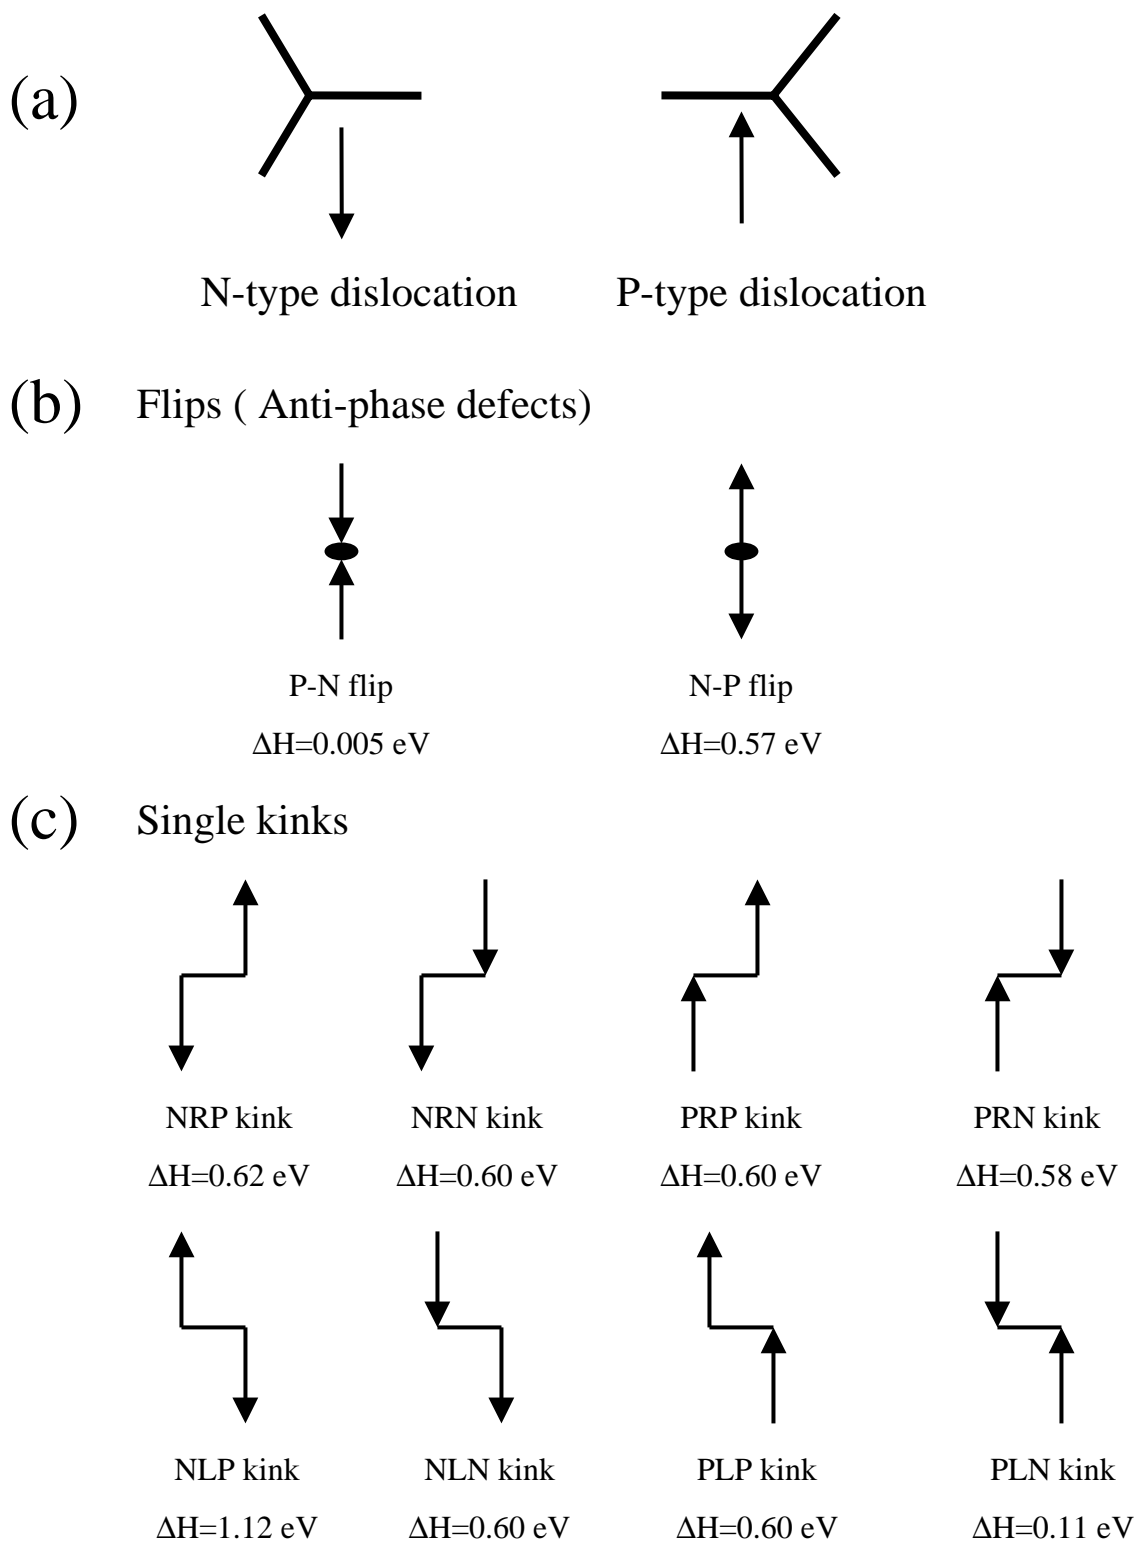 (a)
N-type dislocation P-type dislocation
(b) Flips ( Anti-phase defects)
P-N flip N-P flip
ΔH=0.005 eV ΔH=0.57 eV
(c) Single kinks
NRP kink NRN kink PRP kink PRN kink
ΔH=0.62 eV ΔH=0.60 eV ΔH=0.60 eV ΔH=0.58 eV
NLP kink NLN kink PLP kink PLN kink
ΔH=1.12 eV ΔH=0.60 eV ΔH=0.60 eV ΔH=0.11 eV